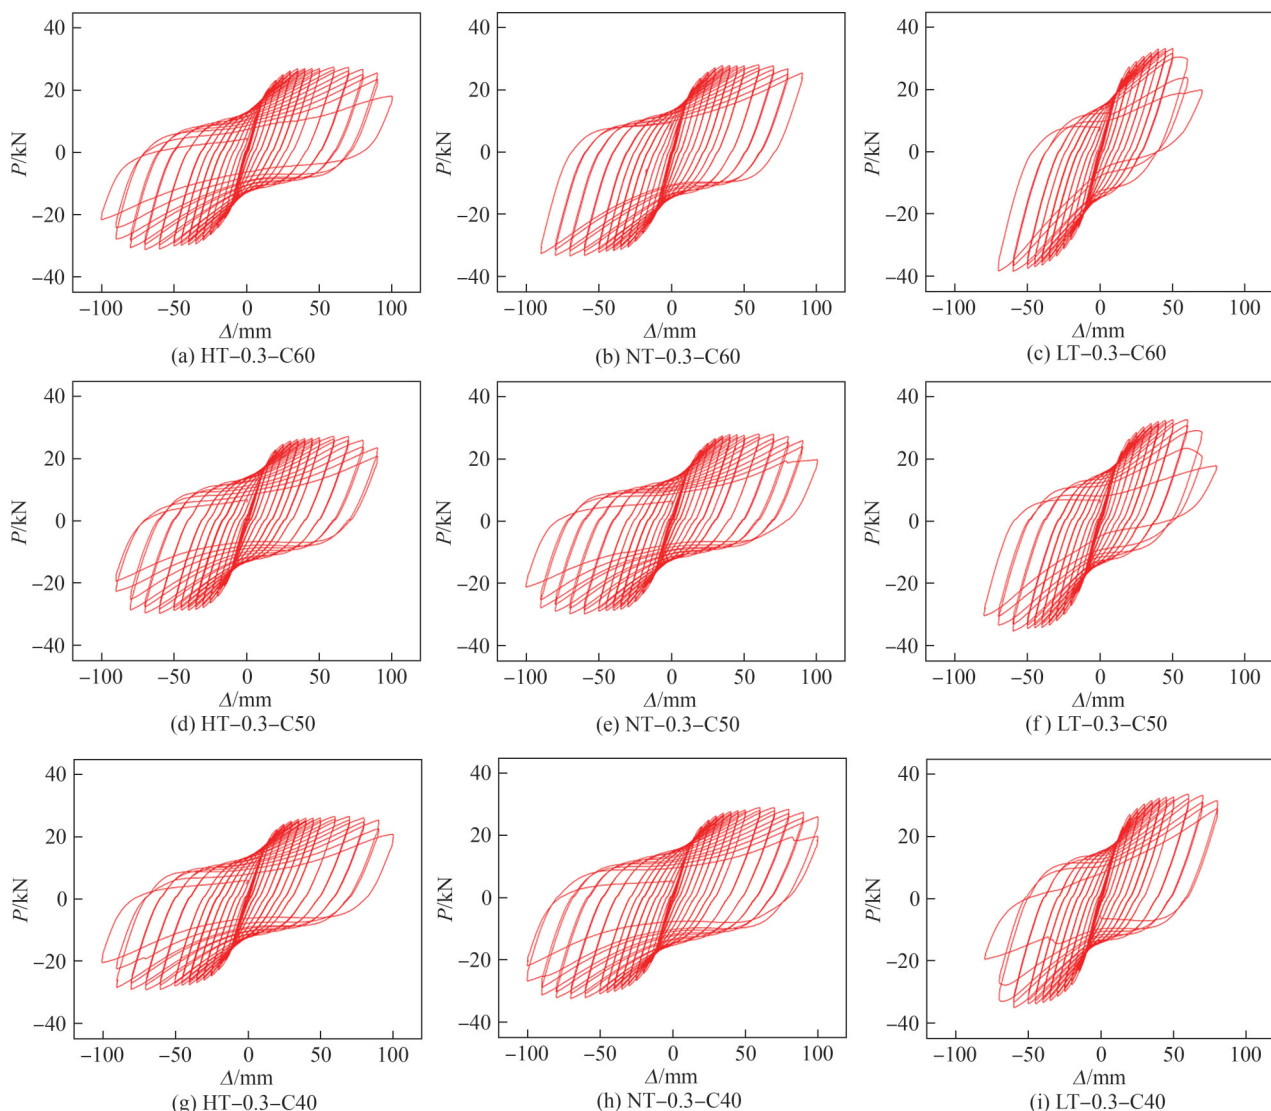 40
20
0
−20
−40
P/kN
−100 −50 0 50 100
Δ/mm
(a) HT−0.3−C60
40
20
0
−20
−40
P/kN
−100 −50 0 50 100
Δ/mm
(b) NT−0.3−C60
40
20
0
−20
−40
P/kN
−100 −50 0 50 100
Δ/mm
(c) LT−0.3−C60
40
20
0
−20
−40
P/kN
−100 −50 0 50 100
Δ/mm
(d) HT−0.3−C50
40
20
0
−20
−40
P/kN
−100 −50 0 50 100
Δ/mm
(e) NT−0.3−C50
40
20
0
−20
−40
P/kN
−100 −50 0 50 100
Δ/mm
(f) LT−0.3−C50
40
20
0
−20
−40
P/kN
−100 −50 0 50 100
Δ/mm
(g) HT−0.3−C40
40
20
0
−20
−40
P/kN
−100 −50 0 50 100
Δ/mm
(h) NT−0.3−C40
40
20
0
−20
−40
P/kN
−100 −50 0 50 100
Δ/mm
(i) LT−0.3−C40